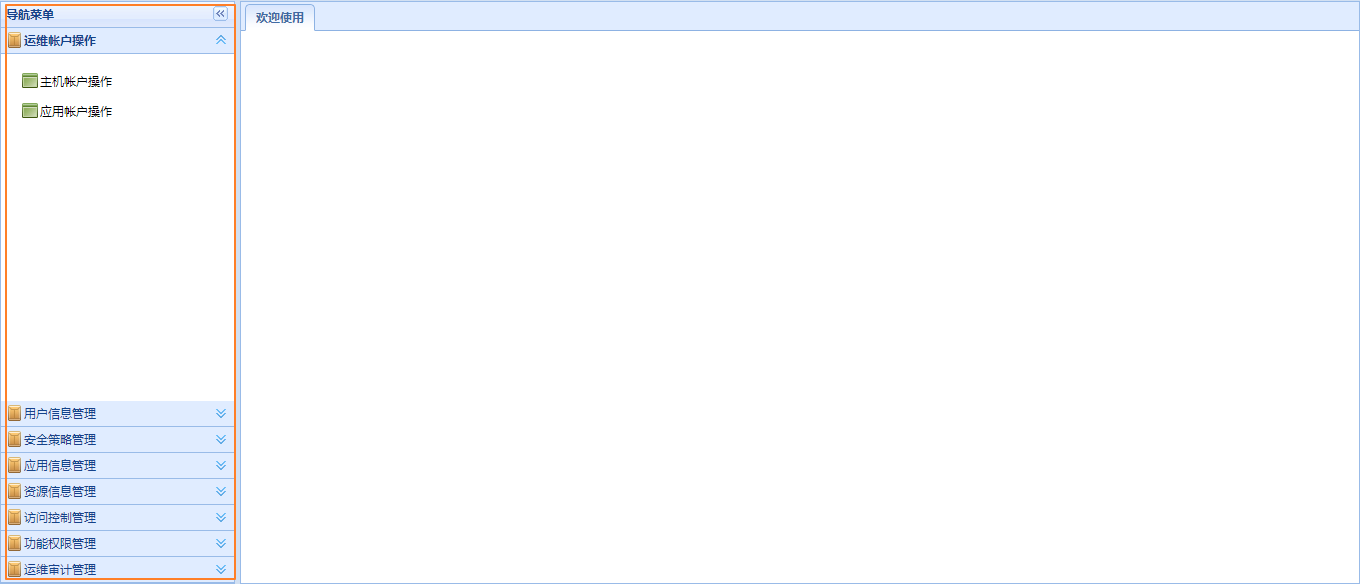 导航菜单
欢迎使用
运维帐户操作
主机帐户操作
应用帐户操作
用户信息管理
安全策略管理
应用信息管理
资源信息管理
访问控制管理
功能权限管理
运维审计管理